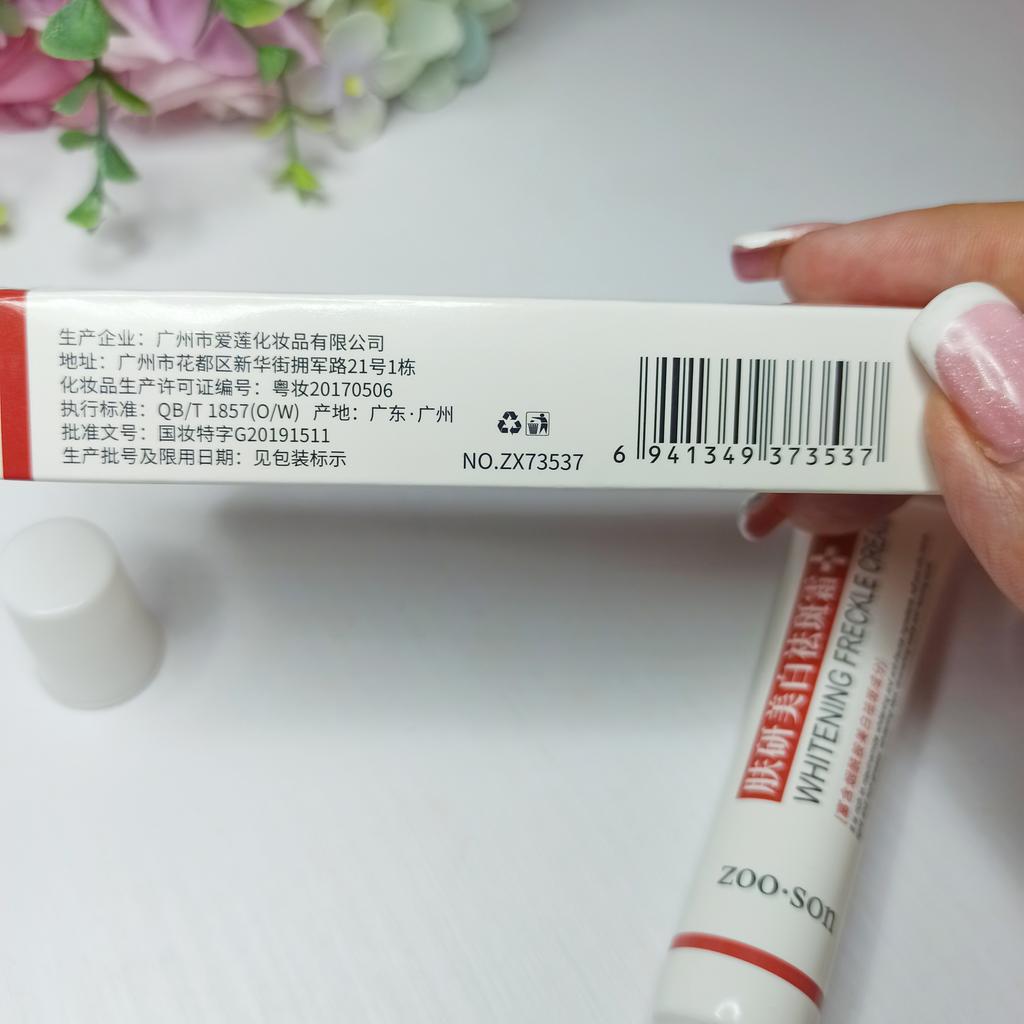 生产企业：广州市爱莲化妆品有限公司
地址：广州市花都区新华街拥军路21号1栋
化妆品生产许可证编号：粤妆20170506
执行标准：QB/T 1857(O/W) 产地：广东·广州
批准文号：国妆特字G20191511
生产批号及限用日期：见包装标示
NO.ZX73537
6 941349 373537
肤研美白祛斑霜
WHITENING FRECKLE CREA
zoo·son